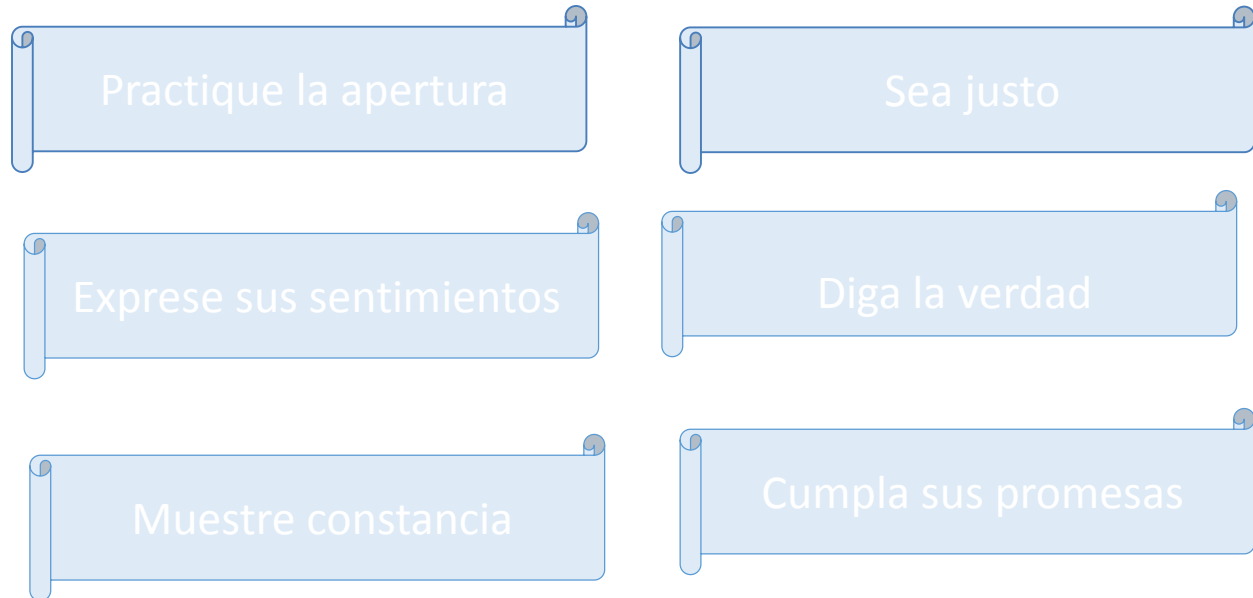 Practique la apertura
Sea justo
Exprese sus sentimientos
Diga la verdad
Muestre constancia
Cumpla sus promesas